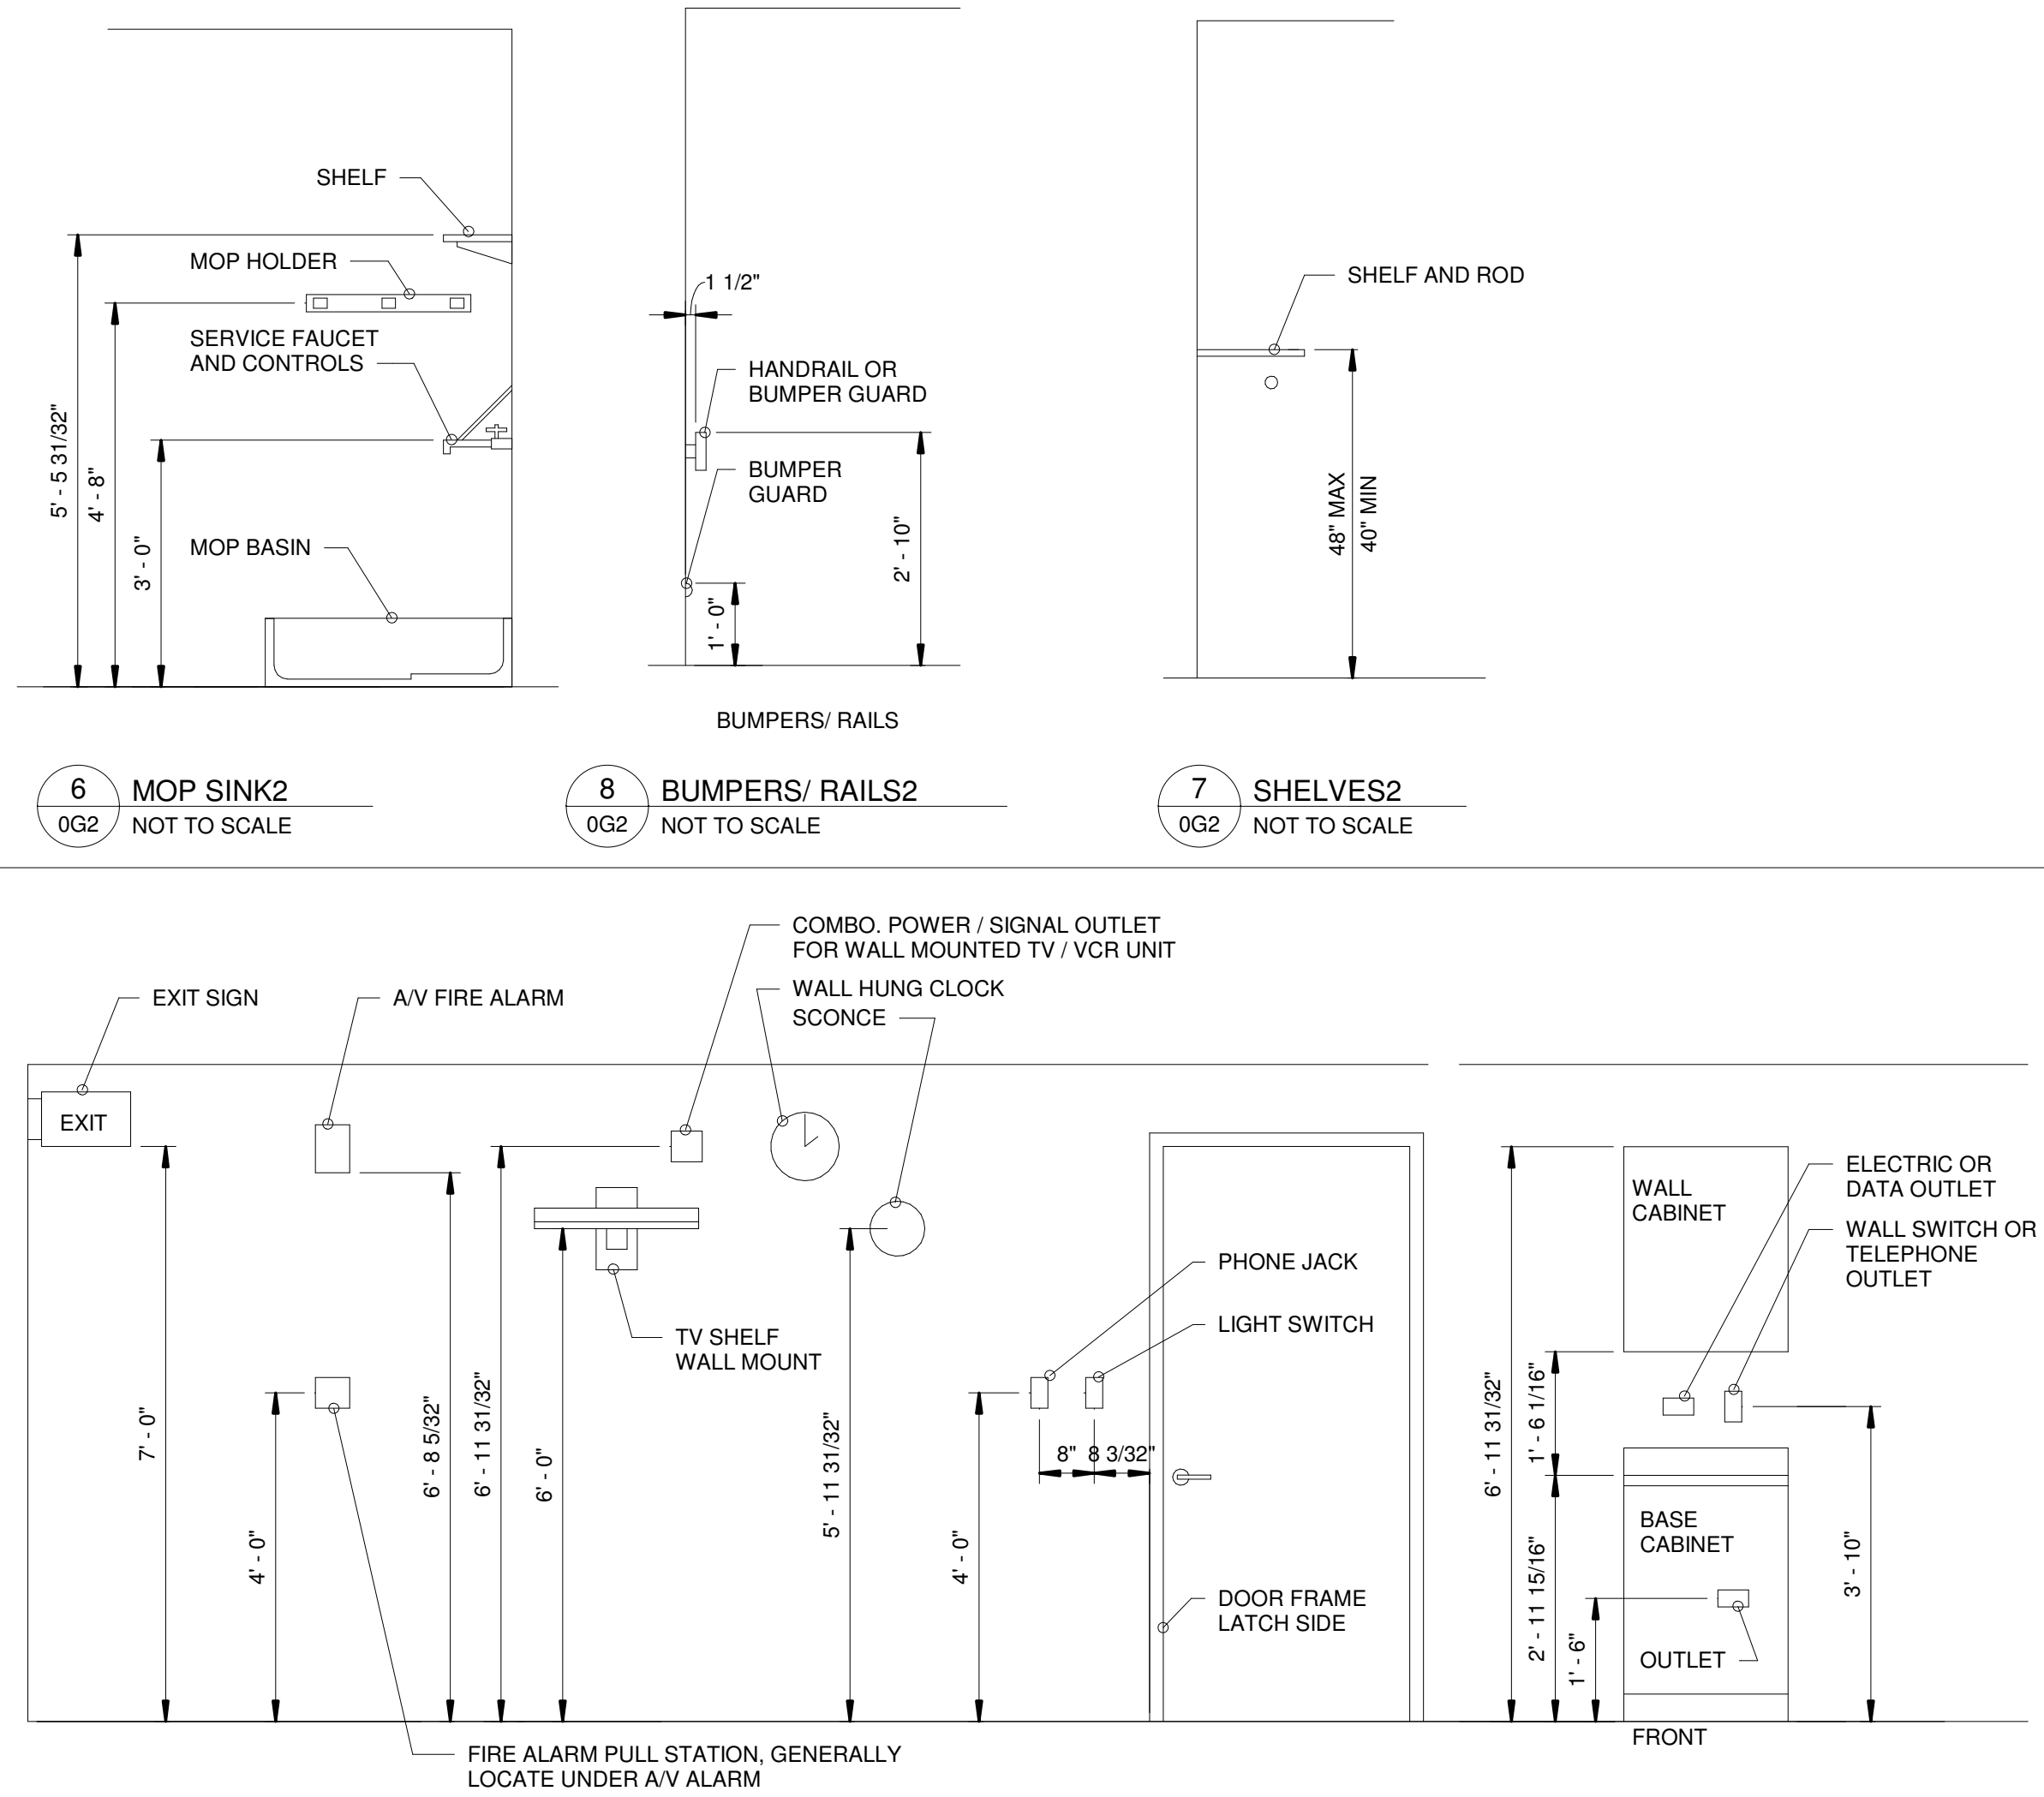 SHELF
MOP HOLDER
SERVICE FAUCET
AND CONTROLS
MOP BASIN
5' - 5 31/32"
4' - 8"
3' - 0"
6
0G2
MOP SINK2
NOT TO SCALE
1 1/2"
HANDRAIL OR
BUMPER GUARD
BUMPER
GUARD
2' - 10"
1' - 0"
BUMPERS/ RAILS
8
0G2
BUMPERS/ RAILS2
NOT TO SCALE
SHELF AND ROD
48" MAX
40" MIN
7
0G2
SHELVES2
NOT TO SCALE
COMBO. POWER / SIGNAL OUTLET
FOR WALL MOUNTED TV / VCR UNIT
WALL HUNG CLOCK
SCONCE
EXIT SIGN
A/V FIRE ALARM
EXIT
TV SHELF
WALL MOUNT
PHONE JACK
LIGHT SWITCH
7' - 0"
4' - 0"
6' - 8 5/32"
6' - 11 31/32"
6' - 0"
5' - 11 31/32"
4' - 0"
8"
8 3/32"
DOOR FRAME
LATCH SIDE
FIRE ALARM PULL STATION, GENERALLY
LOCATE UNDER A/V ALARM
WALL
CABINET
ELECTRIC OR
DATA OUTLET
WALL SWITCH OR
TELEPHONE
OUTLET
6' - 11 31/32"
1' - 6 1/16"
2' - 11 15/16"
1' - 6"
3' - 10"
BASE
CABINET
OUTLET
FRONT